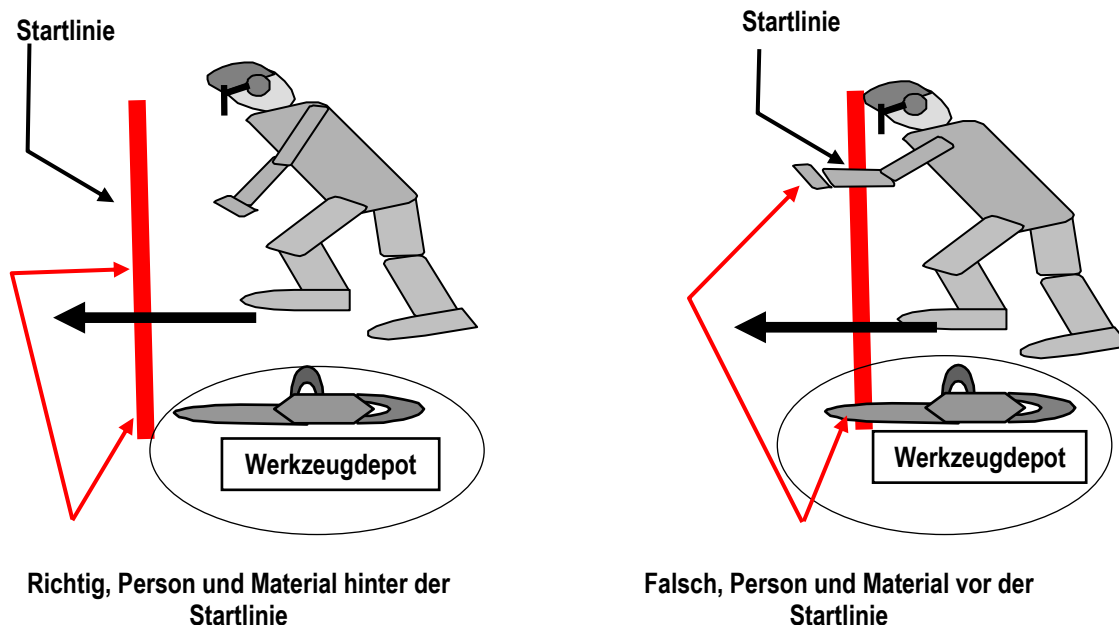 Startlinie
Werkzeugdepot
Richtig, Person und Material hinter der
Startlinie
Startlinie
Werkzeugdepot
Falsch, Person und Material vor der
Startlinie